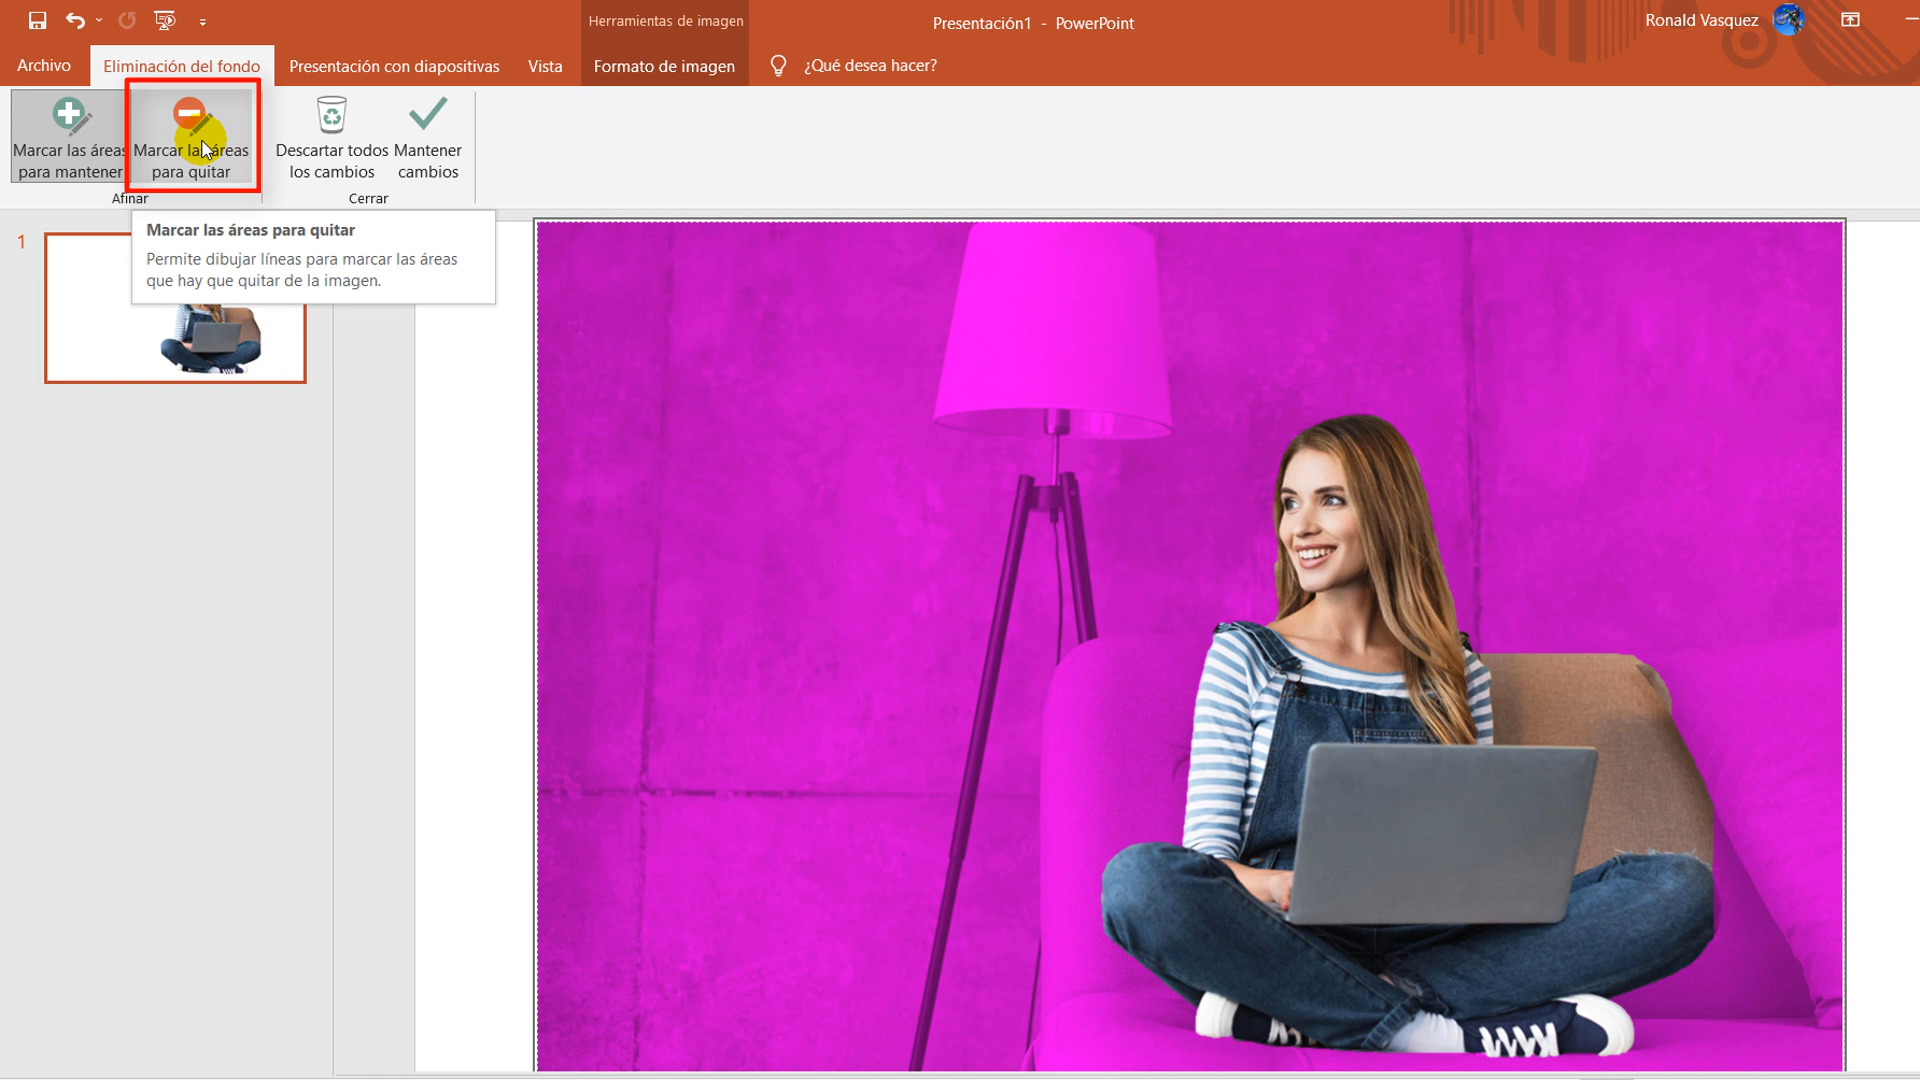 Herramientas de imagen
Presentación1 - PowerPoint
Ronald Vasquez
Archivo
Eliminación del fondo
Presentación con diapositivas
Vista
Formato de imagen
¿Qué desea hacer?
Marcar las áreas
para mantener
Marcar las áreas
para quitar
Descartar todos
los cambios
Mantener
cambios
Afinar
Cerrar
Marcar las áreas para quitar
Permite dibujar líneas para marcar las áreas
que hay que quitar de la imagen.
1